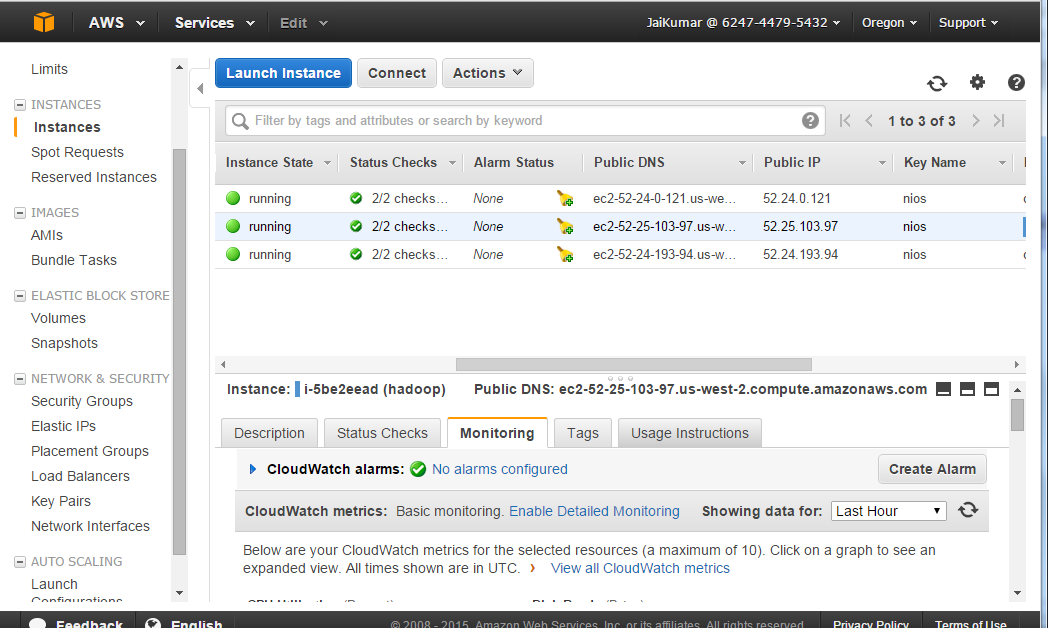 AWS Services Edit JaiKumar @ 6247-4479-5432 Oregon Support
Limits
INSTANCES
Instances
Spot Requests
Reserved Instances
IMAGES
AMIs
Bundle Tasks
ELASTIC BLOCK STORE
Volumes
Snapshots
NETWORK & SECURITY
Security Groups
Elastic IPs
Placement Groups
Load Balancers
Key Pairs
Network Interfaces
AUTO SCALING
Launch
Configurations
Launch Instance Connect Actions
Filter by tags and attributes or search by keyword 1 to 3 of 3
Instance State Status Checks Alarm Status Public DNS Public IP Key Name
running 2/2 checks... None ec2-52-24-0-121.us-we... 52.24.0.121 nios
running 2/2 checks... None ec2-52-25-103-97.us-w... 52.25.103.97 nios
running 2/2 checks... None ec2-52-24-193-94.us-w... 52.24.193.94 nios
Instance: i-5be2eead (hadoop) Public DNS: ec2-52-25-103-97.us-west-2.compute.amazonaws.com
Description Status Checks Monitoring Tags Usage Instructions
CloudWatch alarms: No alarms configured Create Alarm
CloudWatch metrics: Basic monitoring. Enable Detailed Monitoring Showing data for: Last Hour
Below are your CloudWatch metrics for the selected resources (a maximum of 10). Click on a graph to see an
expanded view. All times shown are in UTC. › View all CloudWatch metrics
Feedback English © 2008 - 2015, Amazon Web Services, Inc. or its affiliates. All rights reserved. Privacy Policy Terms of Use